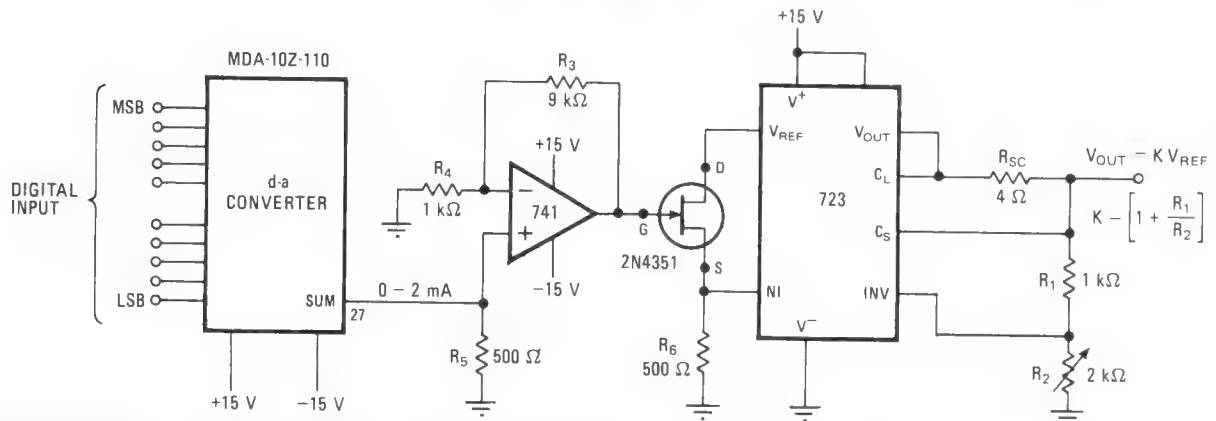 MDA-10Z-110
DIGITAL
INPUT
MSB
LSB
d-a
CONVERTER
SUM
27
+15 V
−15 V
0 – 2 mA
R5 500 Ω
R4
1 kΩ
R3
9 kΩ
+15 V
−
741
+
−15 V
G
D
S
2N4351
R6
500 Ω
+15 V
V+
VREF
VOUT
CL
723
CS
NI
INV
V−
RSC
4 Ω
VOUT – K VREF
K – [1 + R1/R2]
R1 1 kΩ
R2 2 kΩ